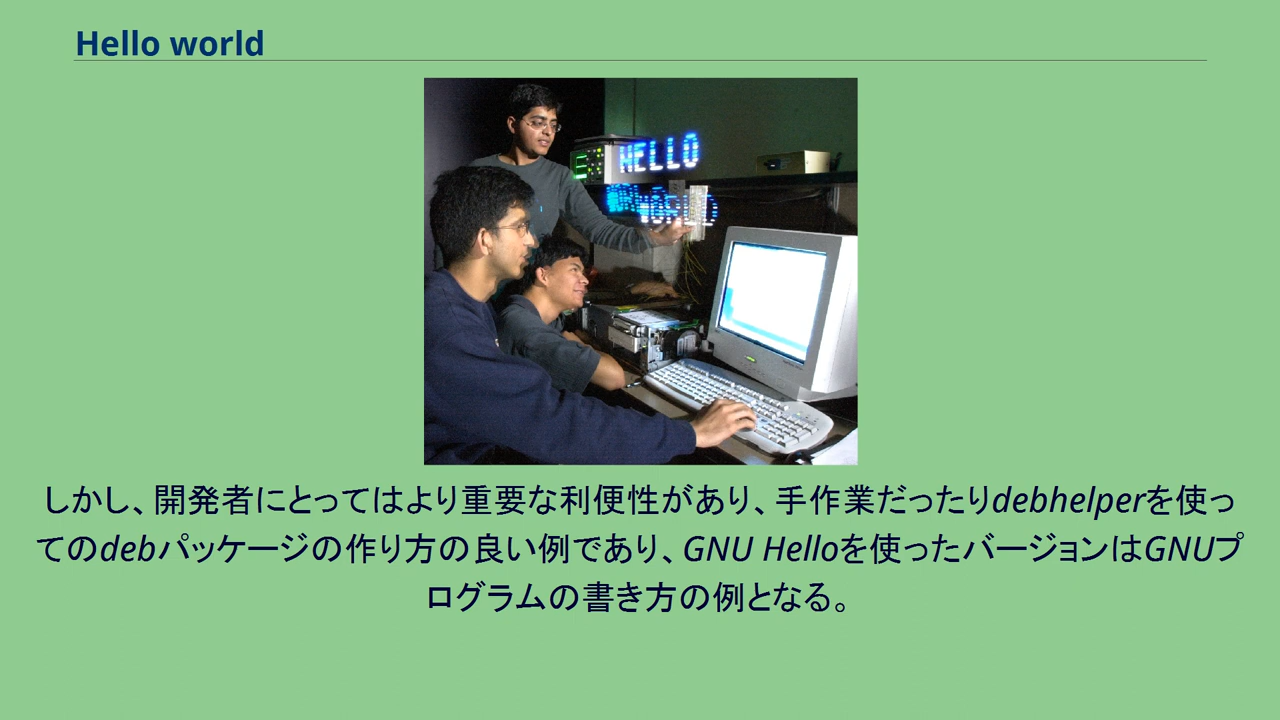 Hello world
HELLO
WORLD
しかし、開発者にとってはより重要な利便性があり、手作業だったりdebhelperを使っ
てのdebパッケージの作り方の良い例であり、GNU Helloを使ったバージョンはGNUプ
ログラムの書き方の例となる。